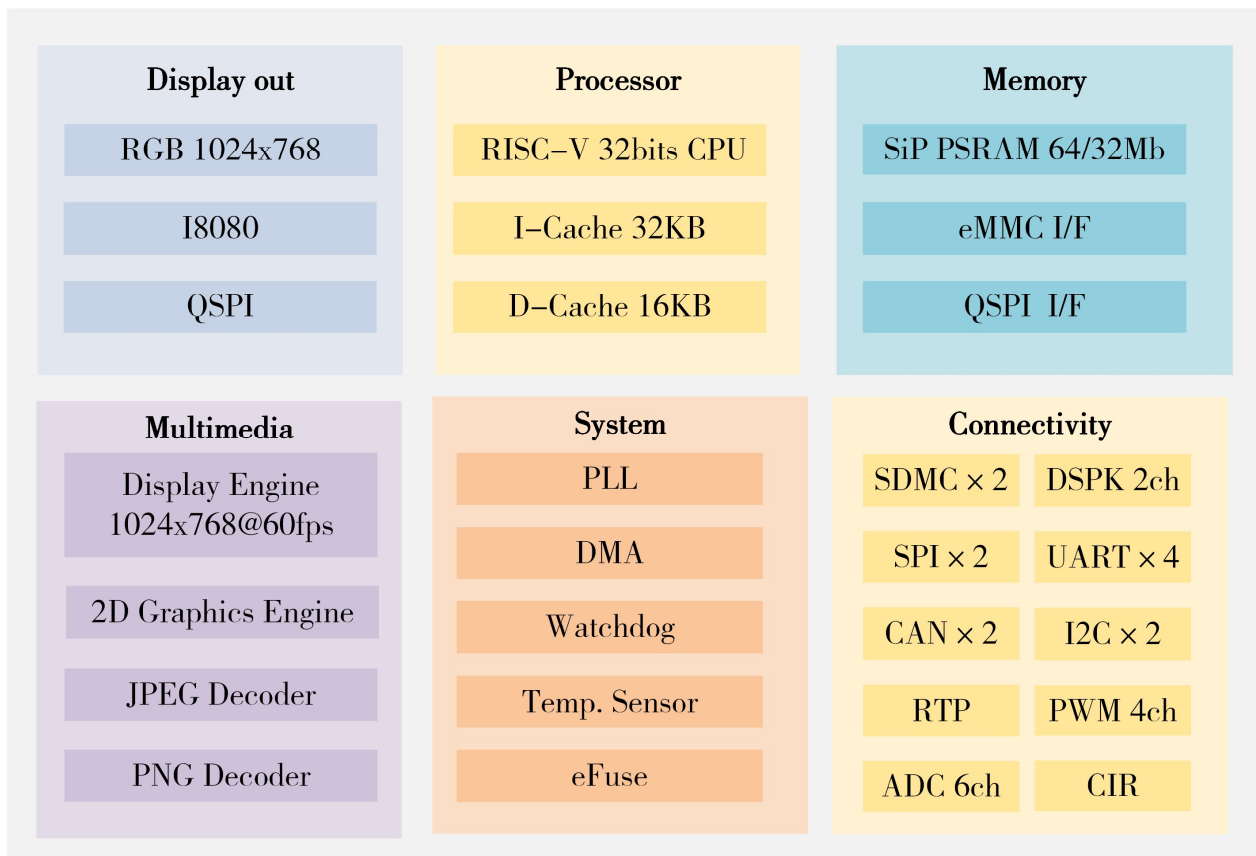 Display out
RGB 1024x768
I8080
QSPI
Processor
RISC-V 32bits CPU
I-Cache 32KB
D-Cache 16KB
Memory
SiP PSRAM 64/32Mb
eMMC I/F
QSPI I/F
Multimedia
Display Engine
1024x768@60fps
2D Graphics Engine
JPEG Decoder
PNG Decoder
System
PLL
DMA
Watchdog
Temp. Sensor
eFuse
Connectivity
SDMC × 2
DSPK 2ch
SPI × 2
UART × 4
CAN × 2
I2C × 2
RTP
PWM 4ch
ADC 6ch
CIR